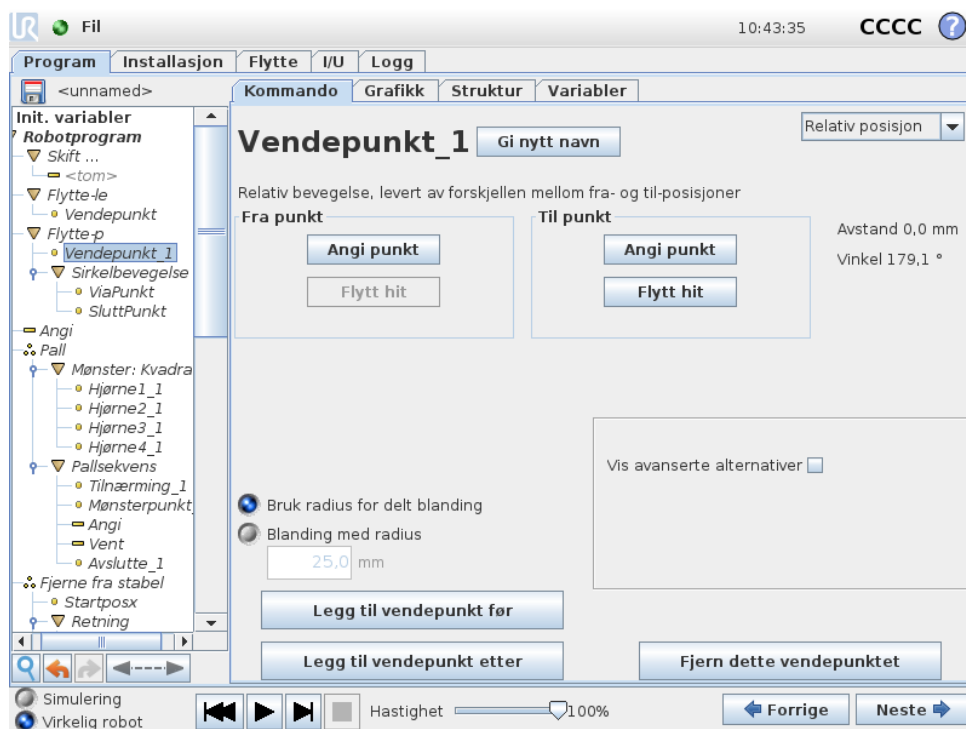 UR Fil 10:43:35 CCCC ?
Program Installasjon Flytte I/U Logg
<unnamed>
Kommando Grafikk Struktur Variabler
Init. variabler
Robotprogram
Skift ...
<tom>
Flytte-le
Vendepunkt
Flytte-p
Vendepunkt_1
Sirkelbevegelse
ViaPunkt
SluttPunkt
Angi
Pall
Mønster: Kvadra
Hjørne1_1
Hjørne2_1
Hjørne3_1
Hjørne4_1
Pallsekvens
Tilnærming_1
Mønsterpunkt_
Angi
Vent
Avslutte_1
Fjerne fra stabel
Startposx
Retning
Vendepunkt_1 Gi nytt navn
Relativ posisjon
Relativ bevegelse, levert av forskjellen mellom fra- og til-posisjoner
Fra punkt
Angi punkt
Flytt hit
Til punkt
Angi punkt
Flytt hit
Avstand 0,0 mm
Vinkel 179,1 °
Vis avanserte alternativer
Bruk radius for delt blanding
Blanding med radius
25,0 mm
Legg til vendepunkt før
Legg til vendepunkt etter
Fjern dette vendepunktet
Simulering
Virkelig robot
Hastighet 100%
Forrige Neste